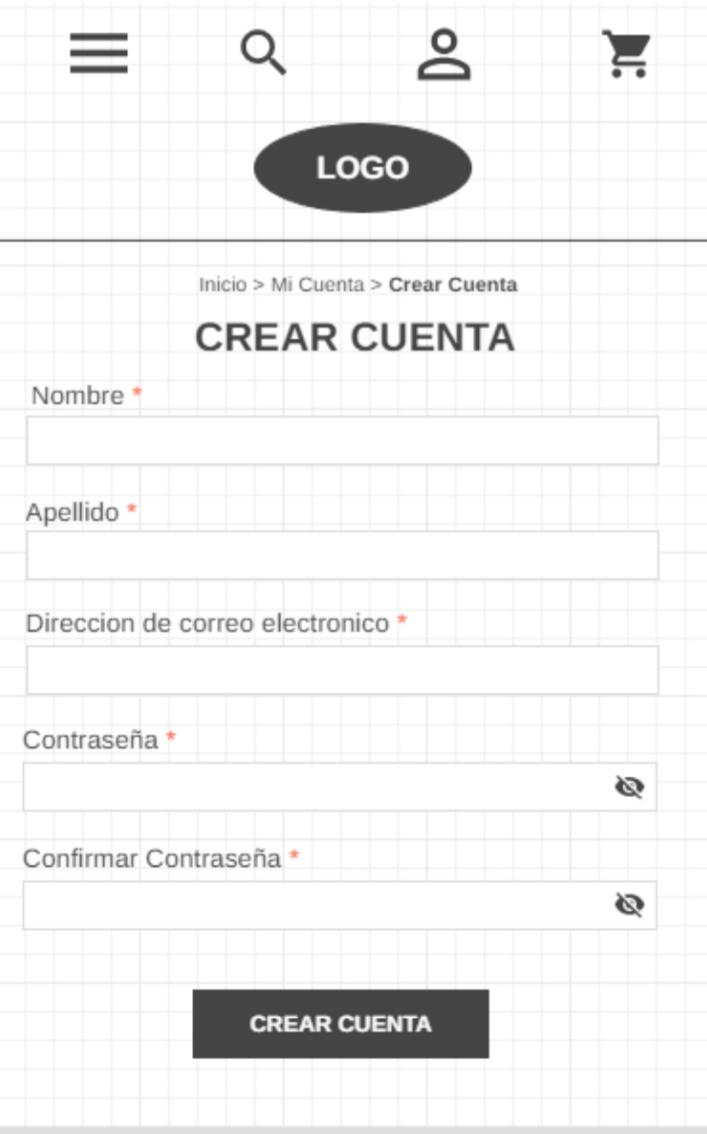 LOGO
Inicio > Mi Cuenta > Crear Cuenta
CREAR CUENTA
Nombre *
Apellido *
Direccion de correo electronico *
Contraseña *
Confirmar Contraseña *
CREAR CUENTA